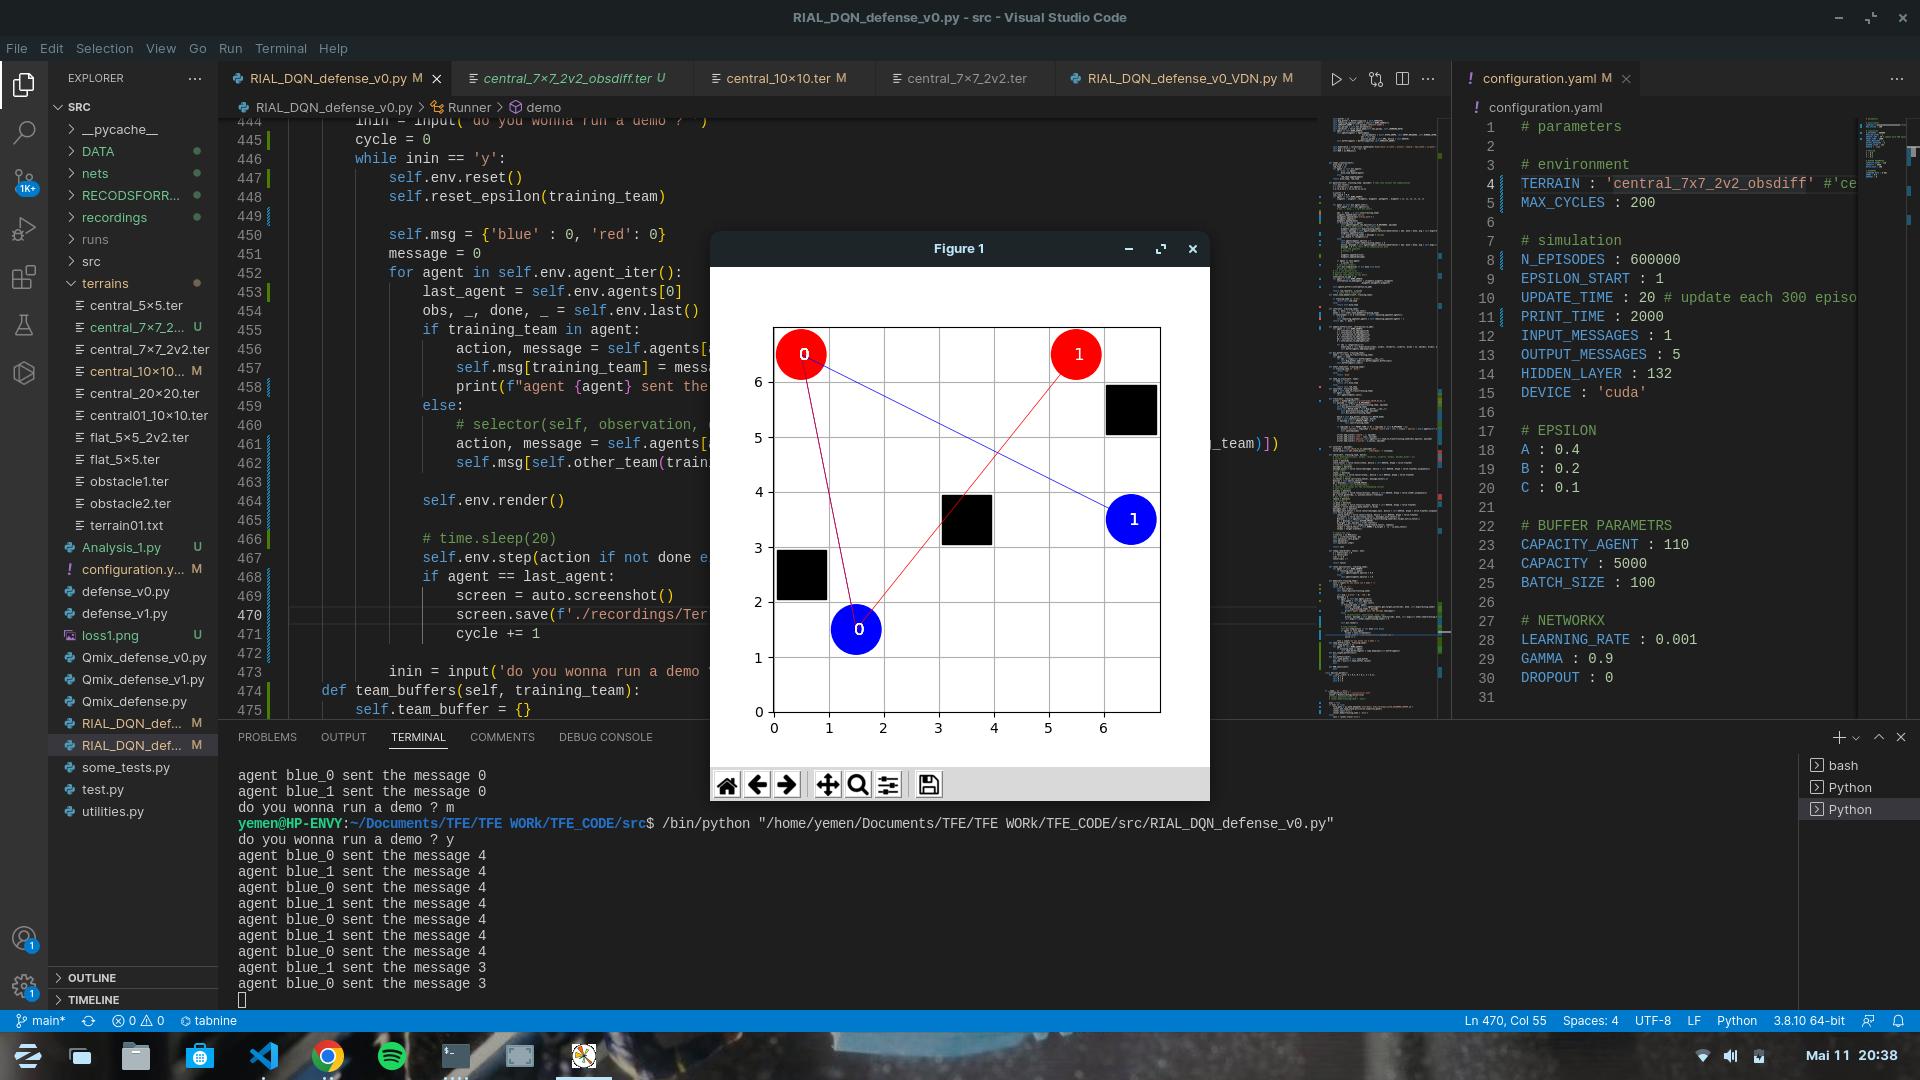 RIAL_DQN_defense_v0.py - src - Visual Studio Code
File Edit Selection View Go Run Terminal Help
EXPLORER
SRC
__pycache__
DATA
nets
RECODSFORR...
recordings
runs
src
terrains
central_5×5.ter
central_7×7_2... U
central_7×7_2v2.ter
central_10×10... M
central_20×20.ter
central01_10×10.ter
flat_5×5_2v2.ter
flat_5×5.ter
obstacle1.ter
obstacle2.ter
terrain01.txt
Analysis_1.py U
configuration.y... M
defense_v0.py
defense_v1.py
loss1.png U
Qmix_defense_v0.py
Qmix_defense_v1.py
Qmix_defense.py
RIAL_DQN_def... M
RIAL_DQN_def... M
some_tests.py
test.py
utilities.py
OUTLINE
TIMELINE
1K+
1
1
RIAL_DQN_defense_v0.py M
central_7×7_2v2_obsdiff.ter U
central_10×10.ter M
central_7×7_2v2.ter
RIAL_DQN_defense_v0_VDN.py M
RIAL_DQN_defense_v0.py > Runner > demo
444 inin = input('do you wonna run a demo ? ')
445 cycle = 0
446 while inin == 'y':
447 self.env.reset()
448 self.reset_epsilon(training_team)
449
450 self.msg = {'blue' : 0, 'red': 0}
451 message = 0
452 for agent in self.env.agent_iter():
453 last_agent = self.env.agents[0]
454 obs, _, done, _ = self.env.last()
455 if training_team in agent:
456 action, message = self.agents[
457 self.msg[training_team] = mess
458 print(f"agent {agent} sent the
459 else:
460 # selector(self, observation,
461 action, message = self.agents[ g_team)])
462 self.msg[self.other_team(train
463
464 self.env.render()
465
466 # time.sleep(20)
467 self.env.step(action if not done e
468 if agent == last_agent:
469 screen = auto.screenshot()
470 screen.save(f'./recordings/Ter
471 cycle += 1
472
473 inin = input('do you wonna run a demo
474 def team_buffers(self, training_team):
475 self.team_buffer = {}
Figure 1
0 1
1
0
6
5
4
3
2
1
0
0 1 2 3 4 5 6
configuration.yaml M
configuration.yaml
1 # parameters
2
3 # environment
4 TERRAIN : 'central_7x7_2v2_obsdiff' #'ce
5 MAX_CYCLES : 200
6
7 # simulation
8 N_EPISODES : 600000
9 EPSILON_START : 1
10 UPDATE_TIME : 20 # update each 300 episo
11 PRINT_TIME : 2000
12 INPUT_MESSAGES : 1
13 OUTPUT_MESSAGES : 5
14 HIDDEN_LAYER : 132
15 DEVICE : 'cuda'
16
17 # EPSILON
18 A : 0.4
19 B : 0.2
20 C : 0.1
21
22 # BUFFER PARAMETRS
23 CAPACITY_AGENT : 110
24 CAPACITY : 5000
25 BATCH_SIZE : 100
26
27 # NETWORKX
28 LEARNING_RATE : 0.001
29 GAMMA : 0.9
30 DROPOUT : 0
31
PROBLEMS OUTPUT TERMINAL COMMENTS DEBUG CONSOLE
agent blue_0 sent the message 0
agent blue_1 sent the message 0
do you wonna run a demo ? m
yemen@HP-ENVY:~/Documents/TFE/TFE WORk/TFE_CODE/src$ /bin/python "/home/yemen/Documents/TFE/TFE WORk/TFE_CODE/src/RIAL_DQN_defense_v0.py"
do you wonna run a demo ? y
agent blue_0 sent the message 4
agent blue_1 sent the message 4
agent blue_0 sent the message 4
agent blue_1 sent the message 4
agent blue_0 sent the message 4
agent blue_1 sent the message 4
agent blue_0 sent the message 4
agent blue_1 sent the message 3
agent blue_0 sent the message 3
bash
Python
Python
main* 0 0 tabnine
Ln 470, Col 55 Spaces: 4 UTF-8 LF Python 3.8.10 64-bit
Mai 11 20:38